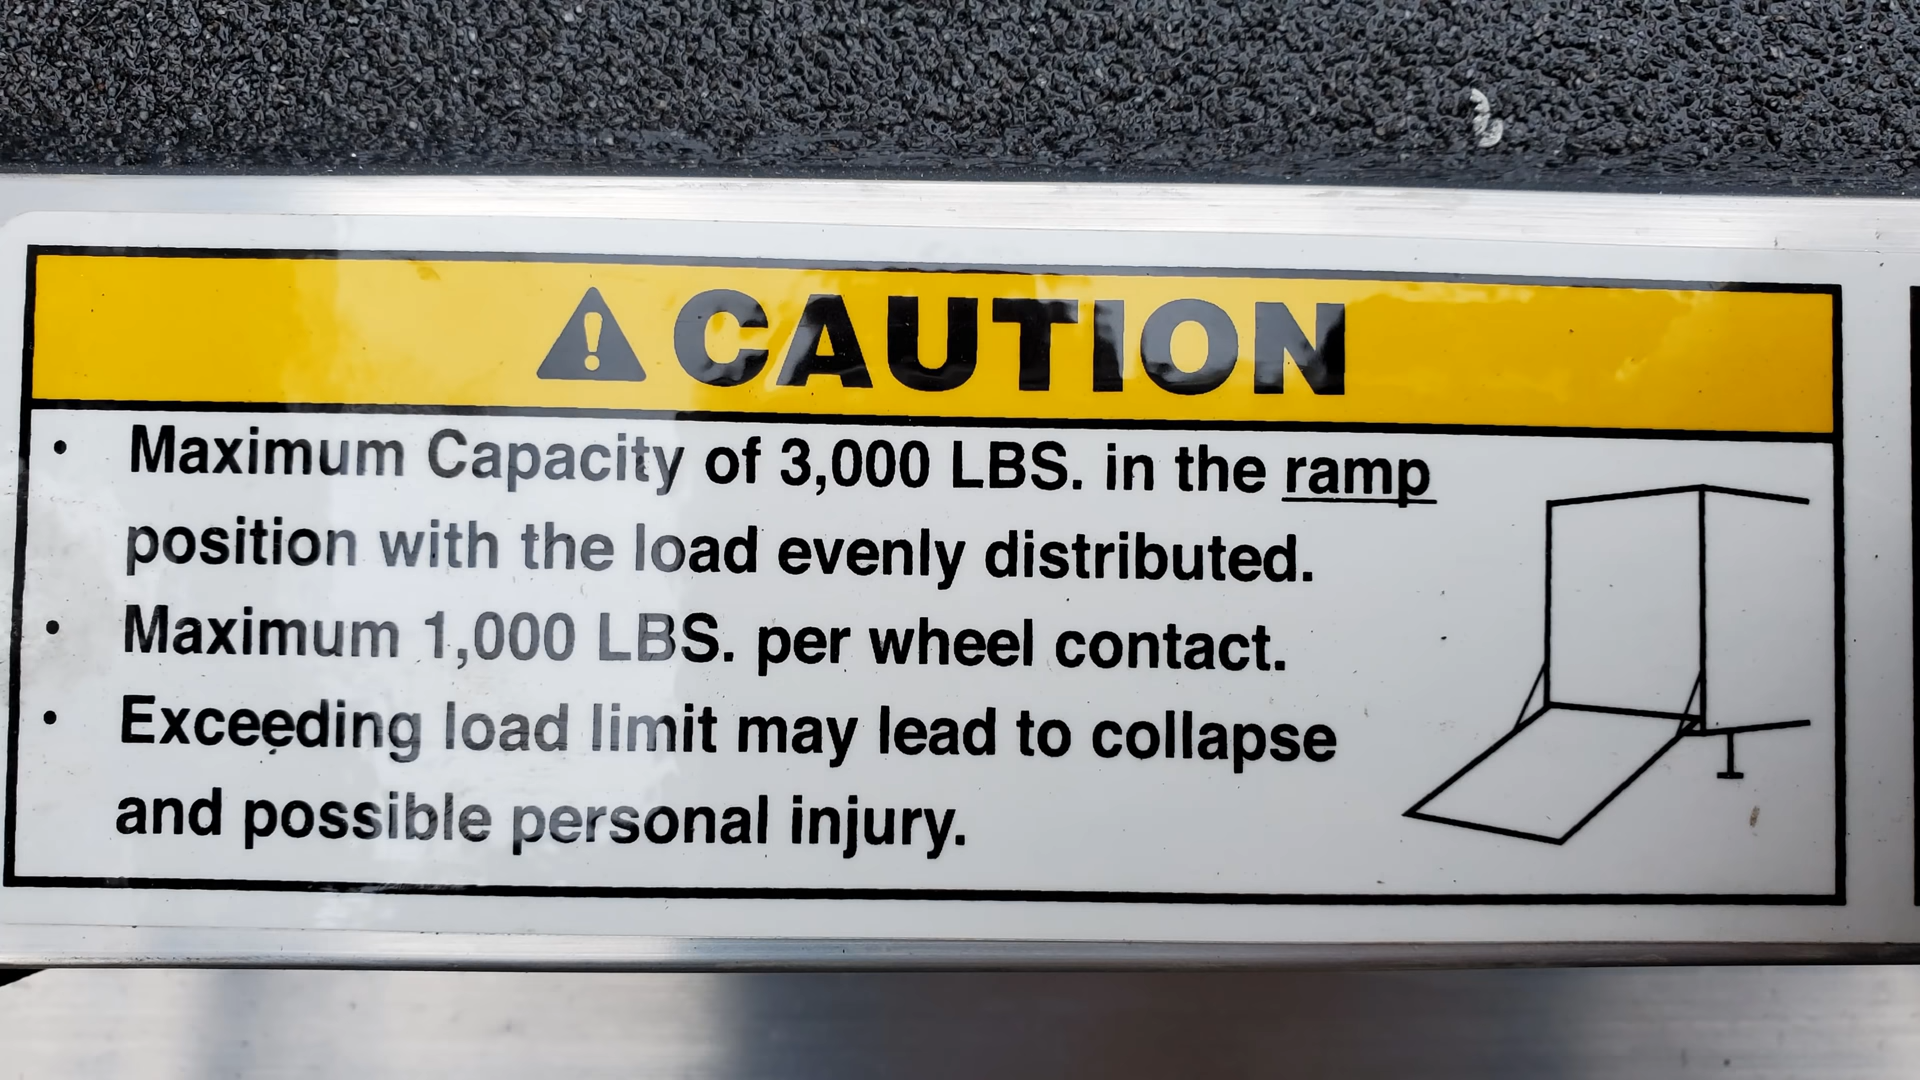 CAUTION
• Maximum Capacity of 3,000 LBS. in the ramp
position with the load evenly distributed.
• Maximum 1,000 LBS. per wheel contact.
• Exceeding load limit may lead to collapse
and possible personal injury.